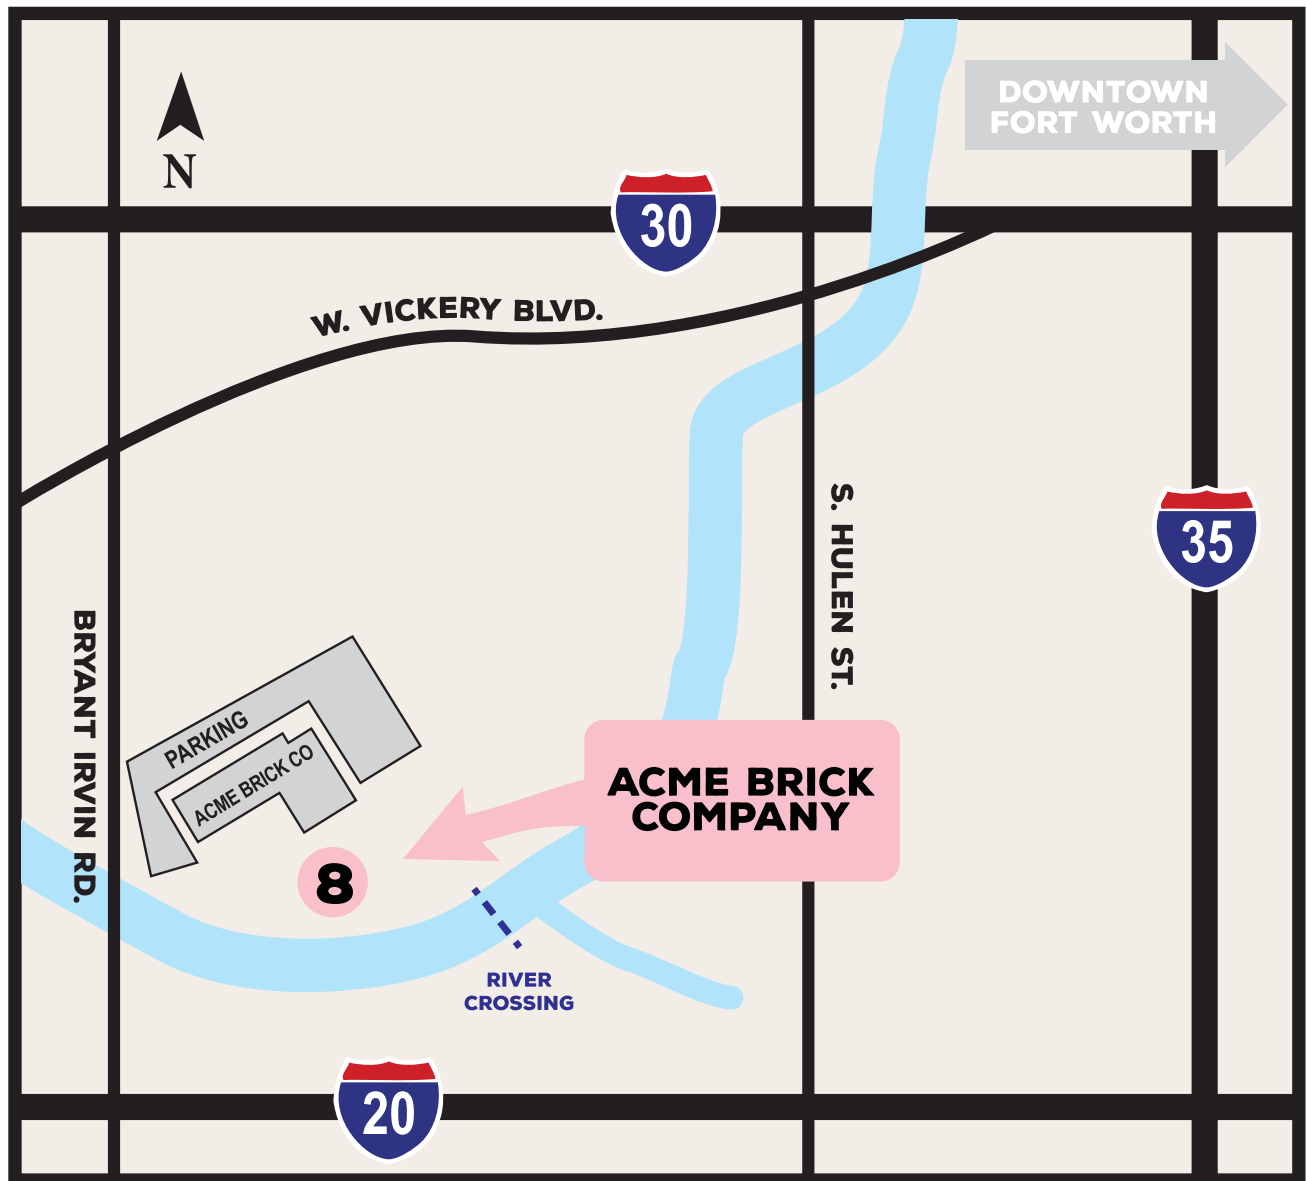 DOWNTOWN
FORT WORTH
N
30
W. VICKERY BLVD.
S. HULEN ST.
35
BRYANT IRVIN RD.
PARKING
ACME BRICK CO
ACME BRICK
COMPANY
8
RIVER
CROSSING
20